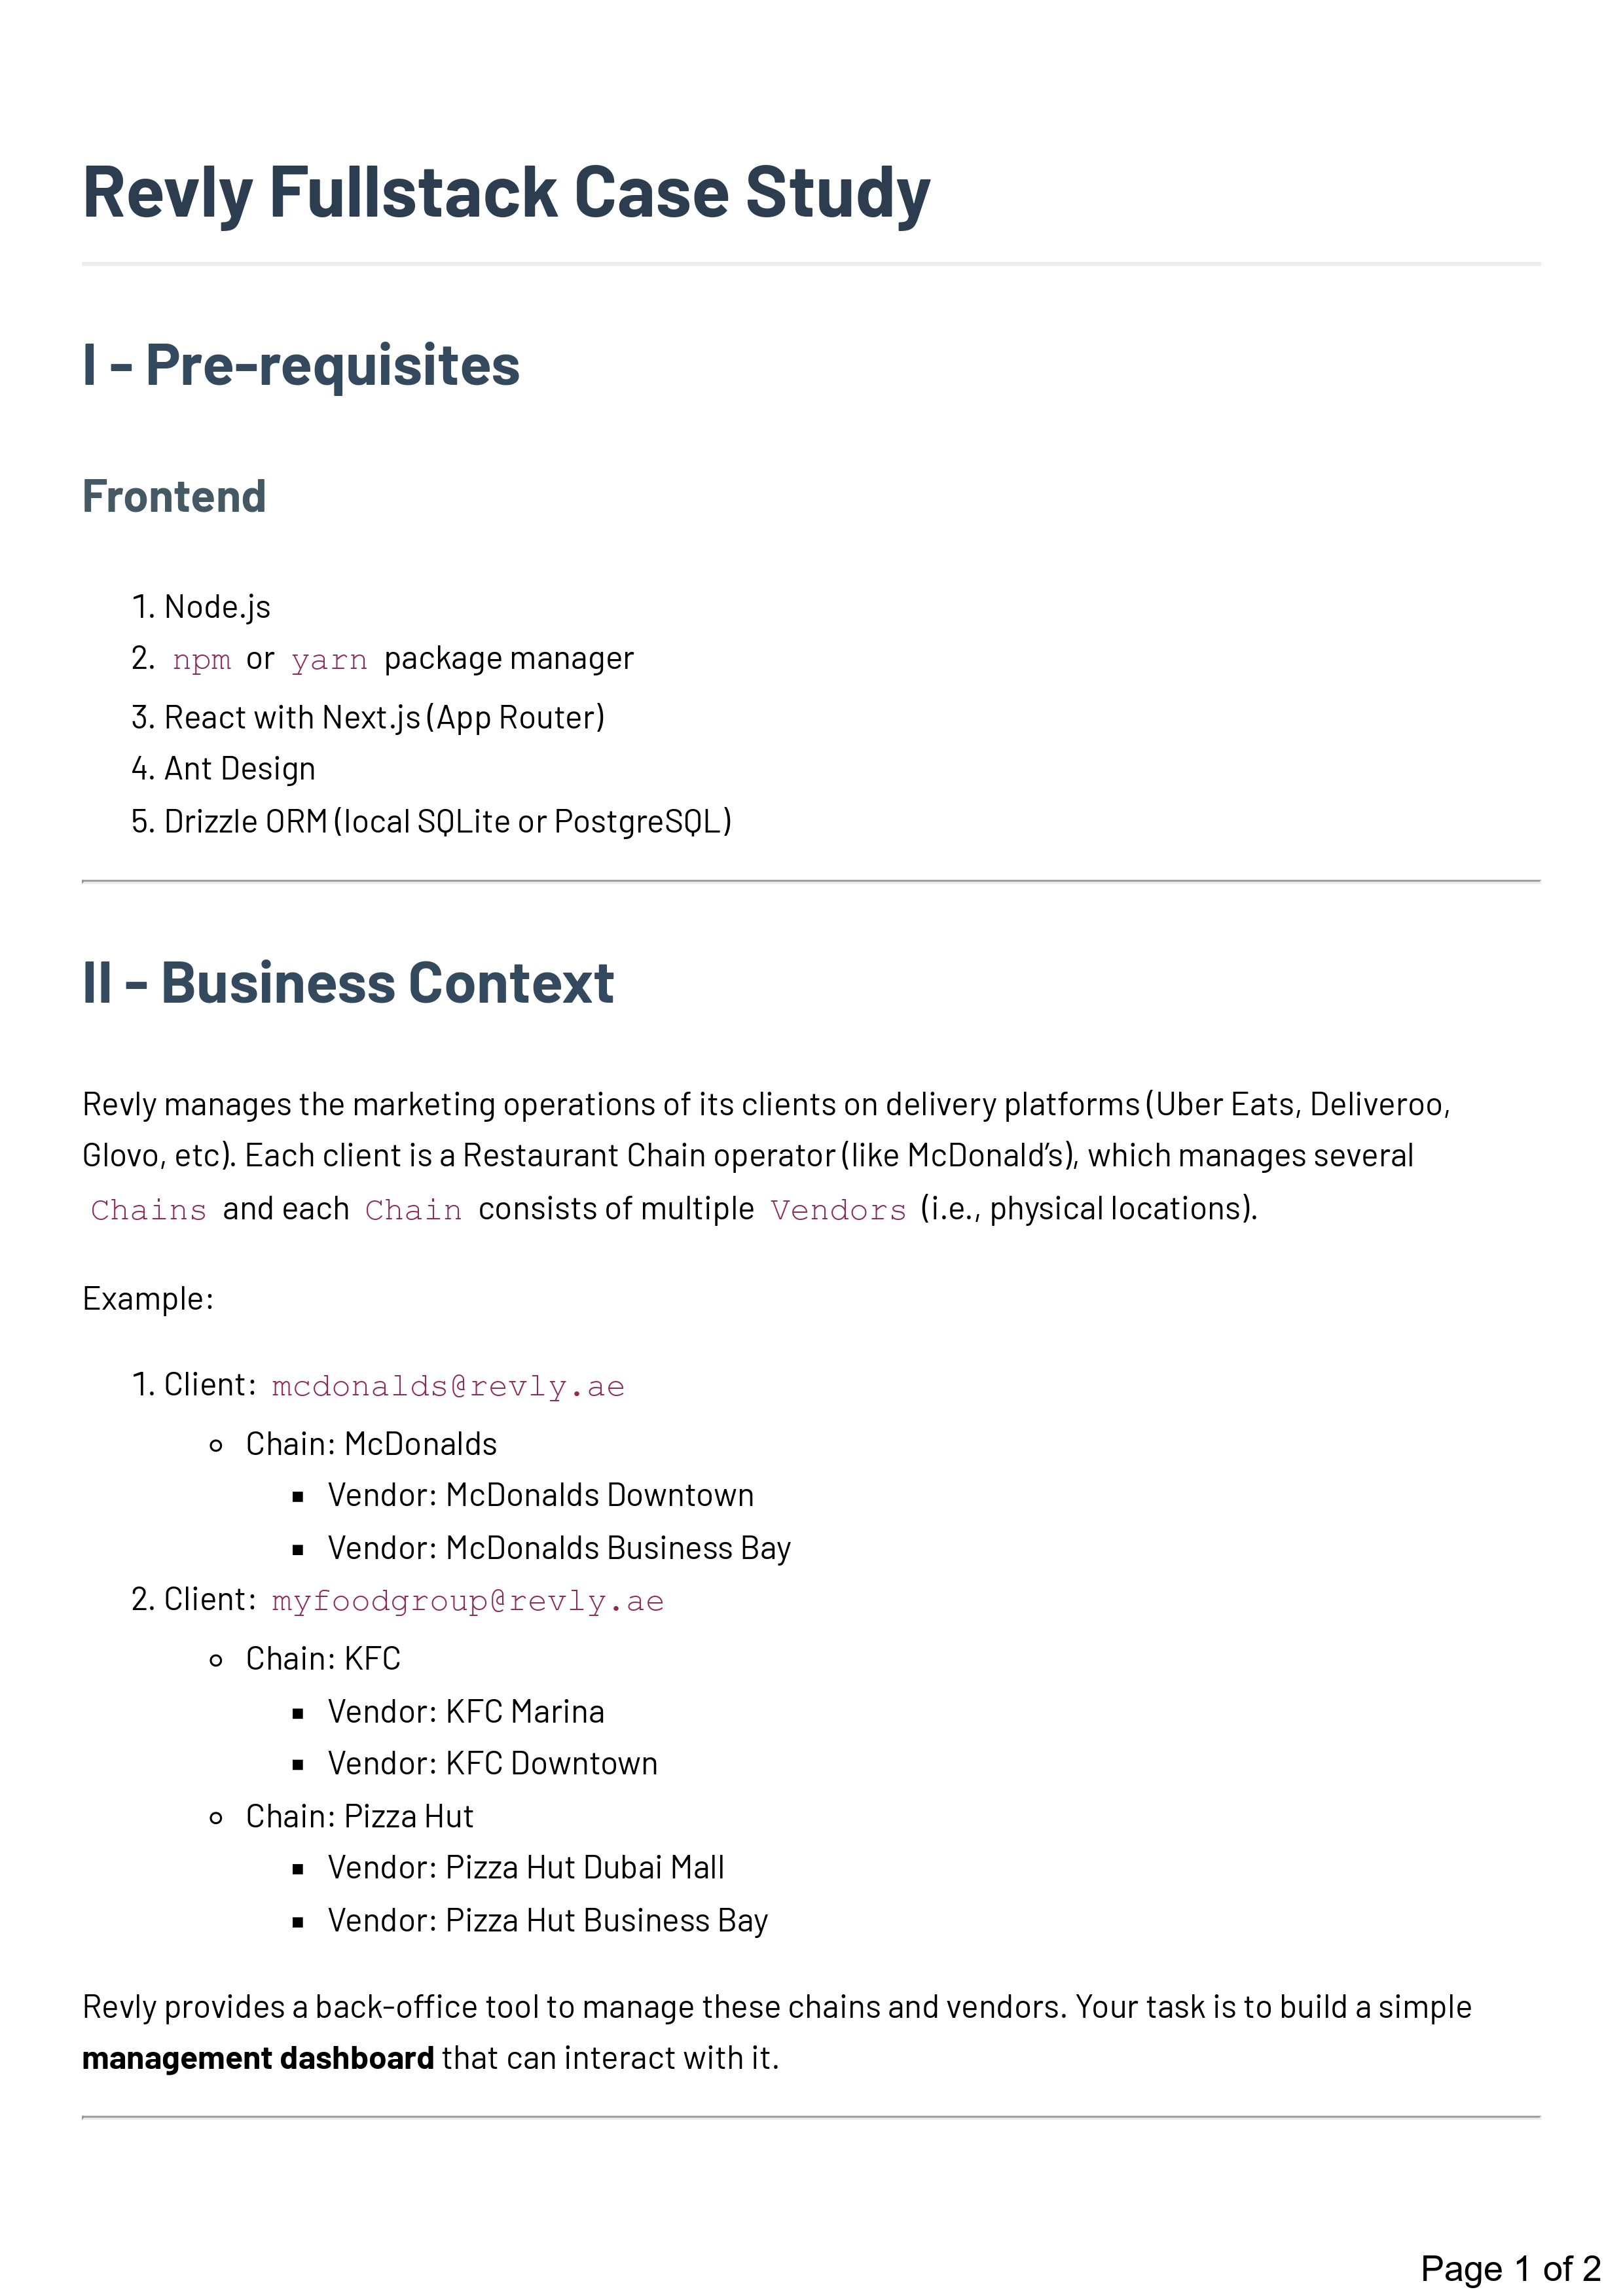 Revly Fullstack Case Study
I - Pre-requisites
Frontend
1. Node.js
2. npm or yarn package manager
3. React with Next.js (App Router)
4. Ant Design
5. Drizzle ORM (local SQLite or PostgreSQL)
II - Business Context
Revly manages the marketing operations of its clients on delivery platforms (Uber Eats, Deliveroo,
Glovo, etc). Each client is a Restaurant Chain operator (like McDonald’s), which manages several
Chains and each Chain consists of multiple Vendors (i.e., physical locations).
Example:
1. Client: mcdonalds@revly.ae
Chain: McDonalds
Vendor: McDonalds Downtown
Vendor: McDonalds Business Bay
2. Client: myfoodgroup@revly.ae
Chain: KFC
Vendor: KFC Marina
Vendor: KFC Downtown
Chain: Pizza Hut
Vendor: Pizza Hut Dubai Mall
Vendor: Pizza Hut Business Bay
Revly provides a back-office tool to manage these chains and vendors. Your task is to build a simple
management dashboard that can interact with it.
Page 1 of 2